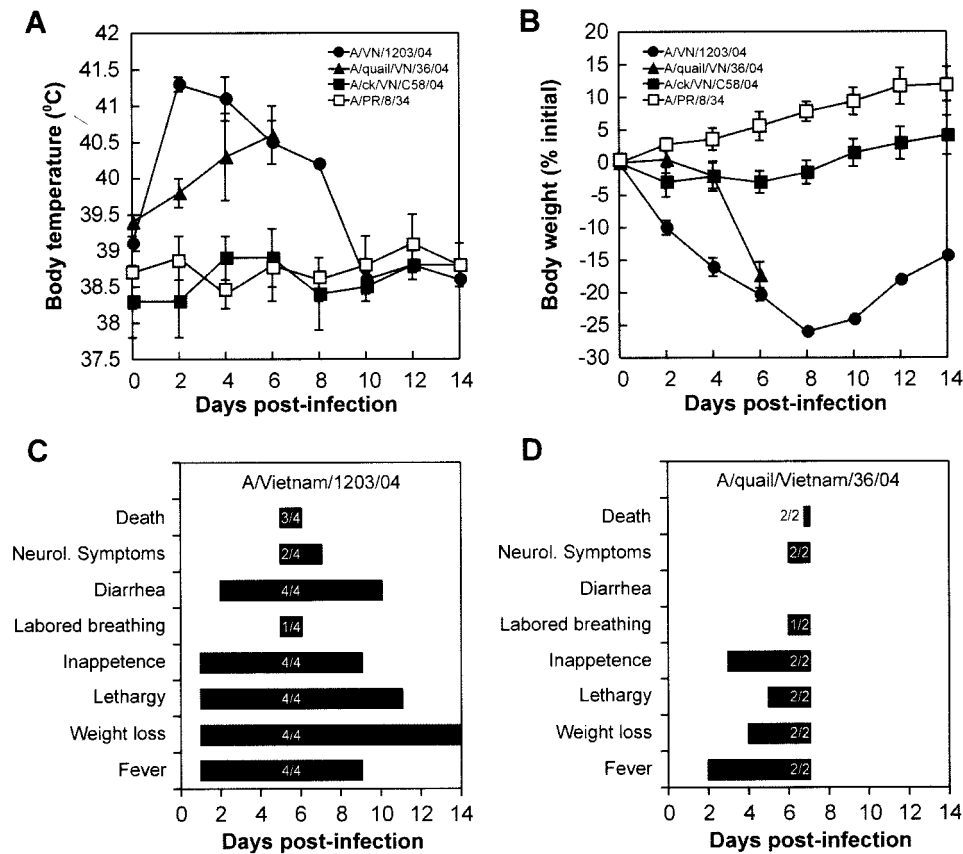 A
A/VN/1203/04
A/quail/VN/36/04
A/ck/VN/C58/04
A/PR/8/34
Body temperature (⁰C)
42
41.5
41
40.5
40
39.5
39
38.5
38
37.5
0 2 4 6 8 10 12 14
Days post-infection
B
A/VN/1203/04
A/quail/VN/36/04
A/ck/VN/C58/04
A/PR/8/34
Body weight (% initial)
20
15
10
5
0
-5
-10
-15
-20
-25
-30
0 2 4 6 8 10 12 14
Days post-infection
C
A/Vietnam/1203/04
Death 3/4
Neurol. Symptoms 2/4
Diarrhea 4/4
Labored breathing 1/4
Inappetence 4/4
Lethargy 4/4
Weight loss 4/4
Fever 4/4
0 2 4 6 8 10 12 14
Days post-infection
D
A/quail/Vietnam/36/04
Death 2/2
Neurol. Symptoms 2/2
Diarrhea
Labored breathing 1/2
Inappetence 2/2
Lethargy 2/2
Weight loss 2/2
Fever 2/2
0 2 4 6 8 10 12 14
Days post-infection